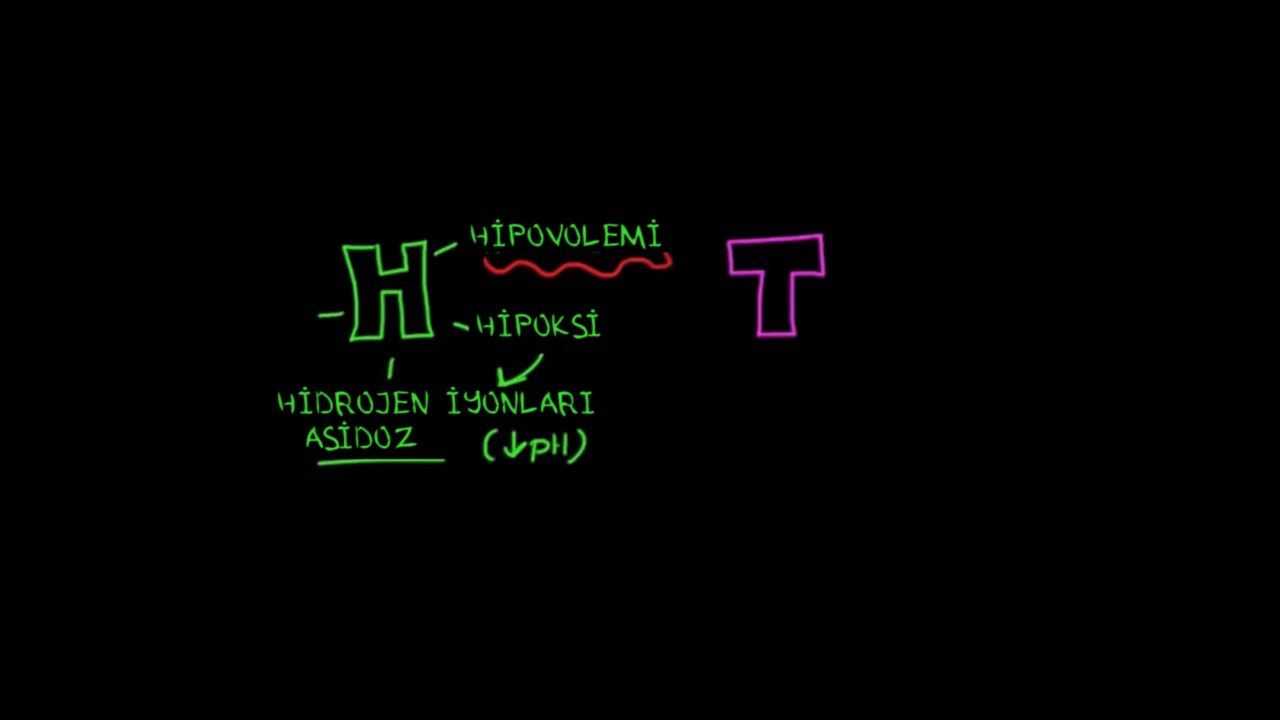 H
HİPOVOLEMİ
T
HİPOKSİ
HİDROJEN İYONLARI
ASİDOZ (↓pH)